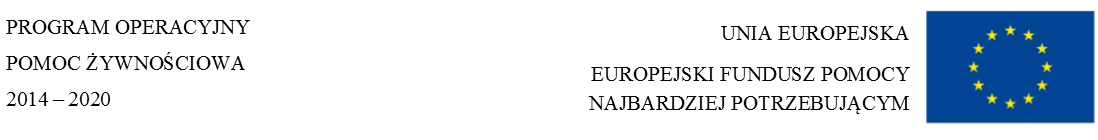 PROGRAM OPERACYJNY
POMOC ŻYWNOŚCIOWA
2014 – 2020
UNIA EUROPEJSKA
EUROPEJSKI FUNDUSZ POMOCY
NAJBARDZIEJ POTRZEBUJĄCYM